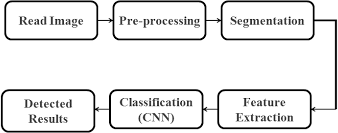 Read Image
Pre-processing
Segmentation
Feature
Extraction
Classification
(CNN)
Detected
Results